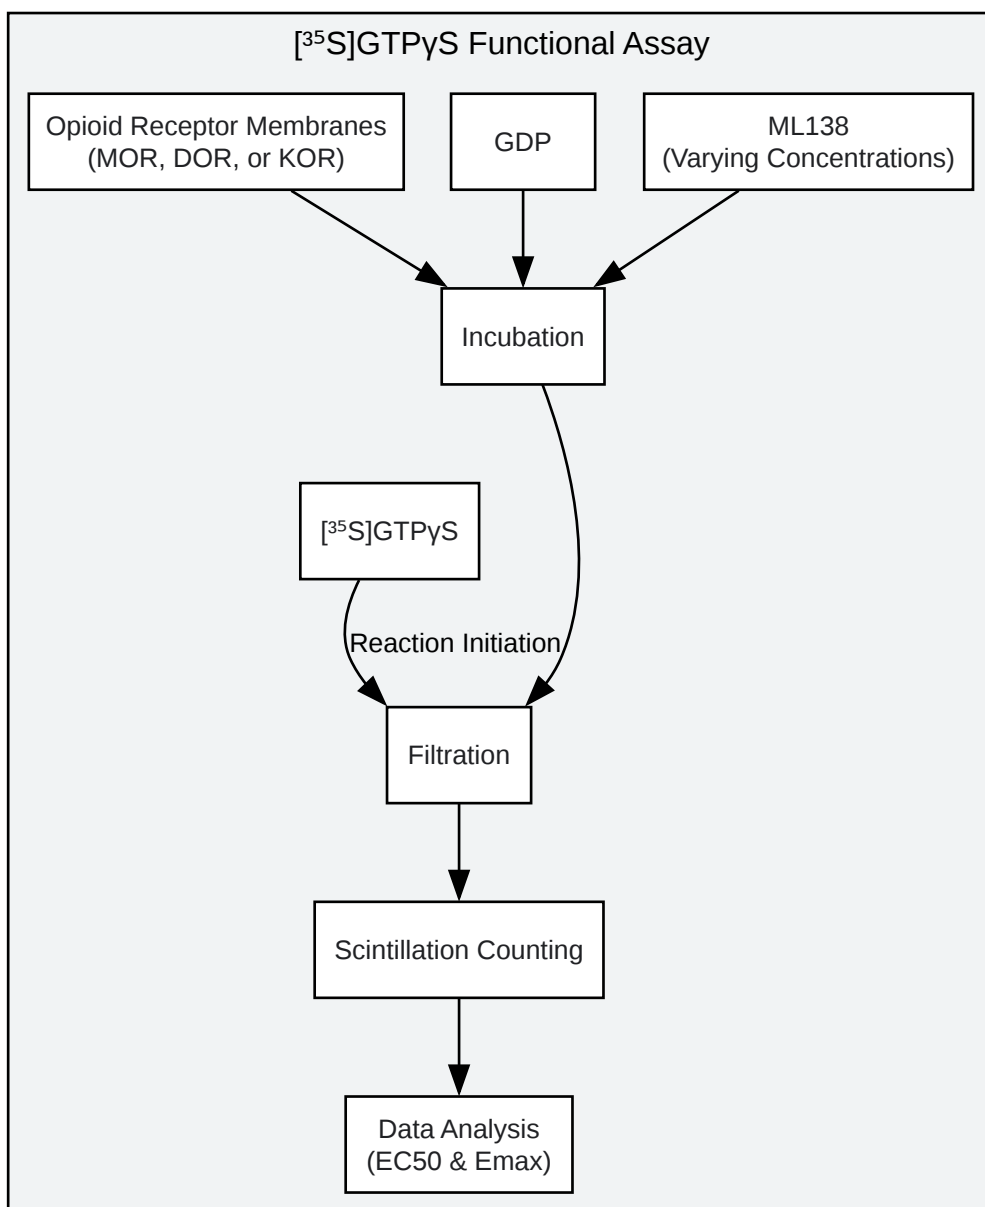 [³⁵S]GTPγS Functional Assay
Opioid Receptor Membranes
(MOR, DOR, or KOR)
GDP
ML138
(Varying Concentrations)
Incubation
[³⁵S]GTPγS
Reaction Initiation
Filtration
Scintillation Counting
Data Analysis
(EC50 & Emax)